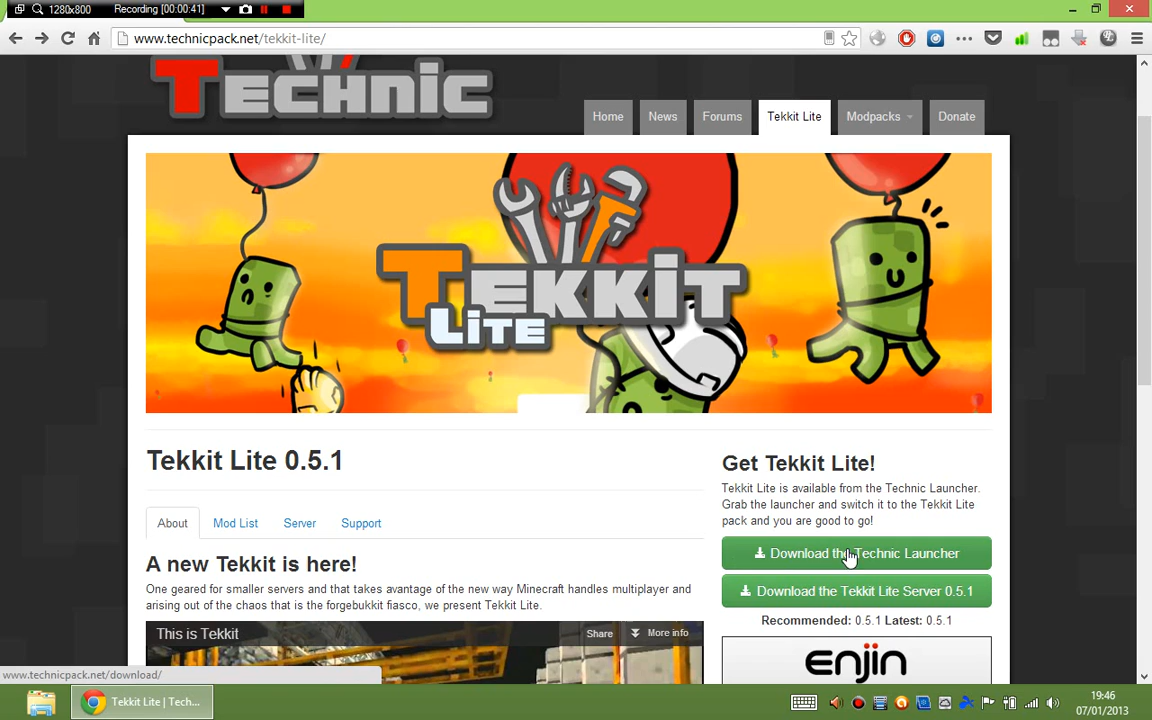 1280x800 Recording [00:00:41]
www.technicpack.net/tekkit-lite/
TECHNIC
Home News Forums Tekkit Lite Modpacks Donate
TEKKIT
LITE
Tekkit Lite 0.5.1
About Mod List Server Support
A new Tekkit is here!
One geared for smaller servers and that takes avantage of the new way Minecraft handles multiplayer and
arising out of the chaos that is the forgebukkit fiasco, we present Tekkit Lite.
This is Tekkit Share More info
Get Tekkit Lite!
Tekkit Lite is available from the Technic Launcher.
Grab the launcher and switch it to the Tekkit Lite
pack and you are good to go!
Download the Technic Launcher
Download the Tekkit Lite Server 0.5.1
Recommended: 0.5.1 Latest: 0.5.1
enjin
www.technicpack.net/download/
Tekkit Lite | Tech...
19:46
07/01/2013